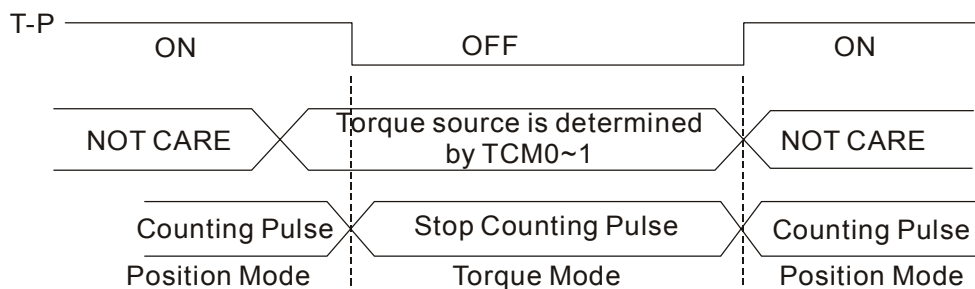 T-P
ON OFF ON
NOT CARE Torque source is determined by TCM0~1 NOT CARE
Counting Pulse Stop Counting Pulse Counting Pulse
Position Mode Torque Mode Position Mode